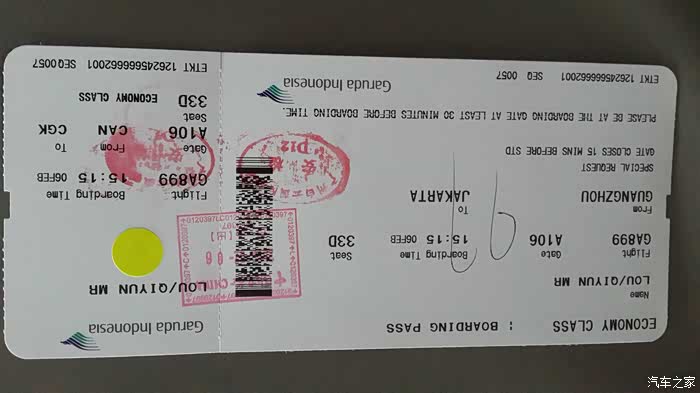 ECONOMY CLASS : BOARDING PASS
Garuda Indonesia
Name
LOU/QIYUN MR
Flight Gate Boarding Time Seat
GA899 A106 15:15 06FEB 33D
From To
GUANGZHOU JAKARTA
SPECIAL REQUEST
GATE CLOSES 15 MINS BEFORE STD
PLEASE BE AT THE BOARDING GATE AT LEAST 30 MINUTES BEFORE BOARDING TIME.
ETKT 1262456666662001 SEQ 0057
Garuda Indonesia
Garuda Indonesia
LOU/QIYUN MR
Flight Boarding Time
GA899 15:15 06FEB
Gate From To
A106 CAN CGK
Seat
33D ECONOMY CLASS
ETKT 1262456666662001 SEQ0057
汽车之家